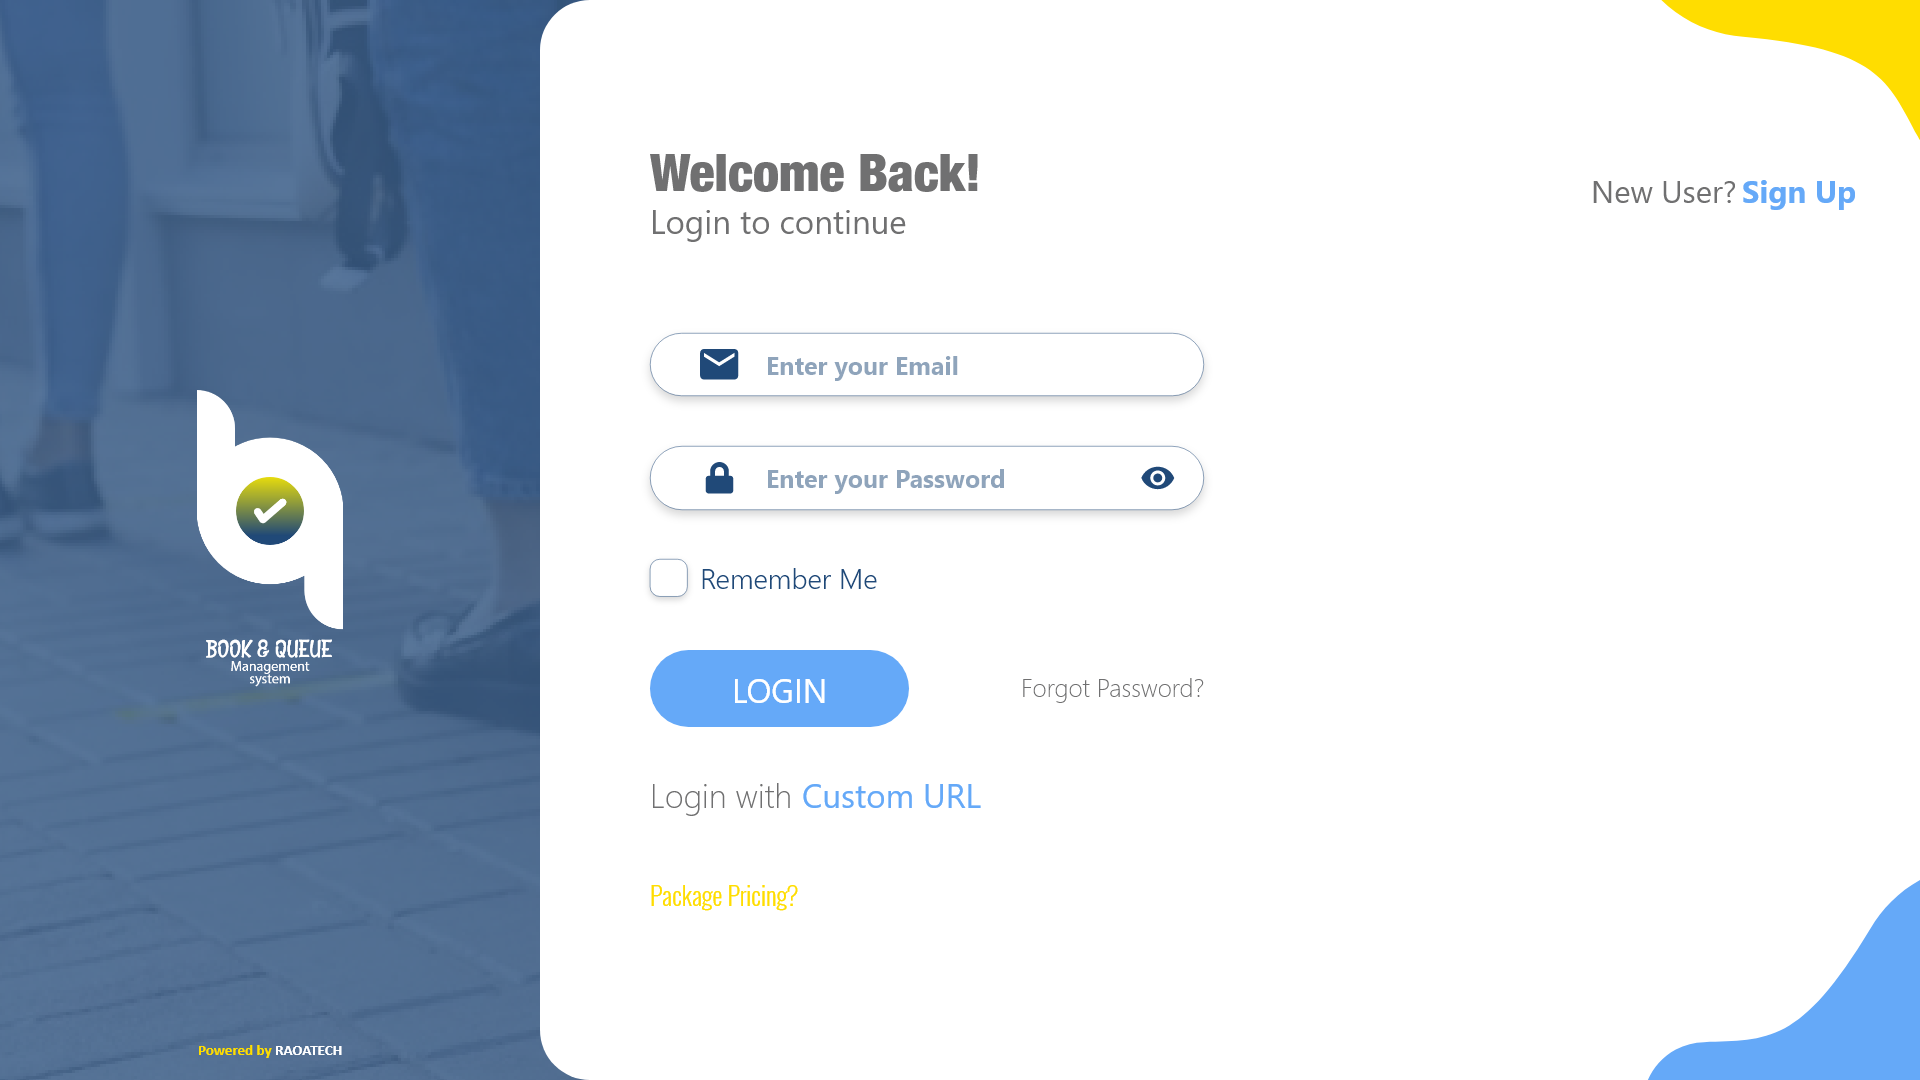 Welcome Back!
Login to continue
New User? Sign Up
Enter your Email
Enter your Password
Remember Me
LOGIN
Forgot Password?
Login with Custom URL
Package Pricing?
BOOK & QUEUE
Management
system
Powered by RAOATECH